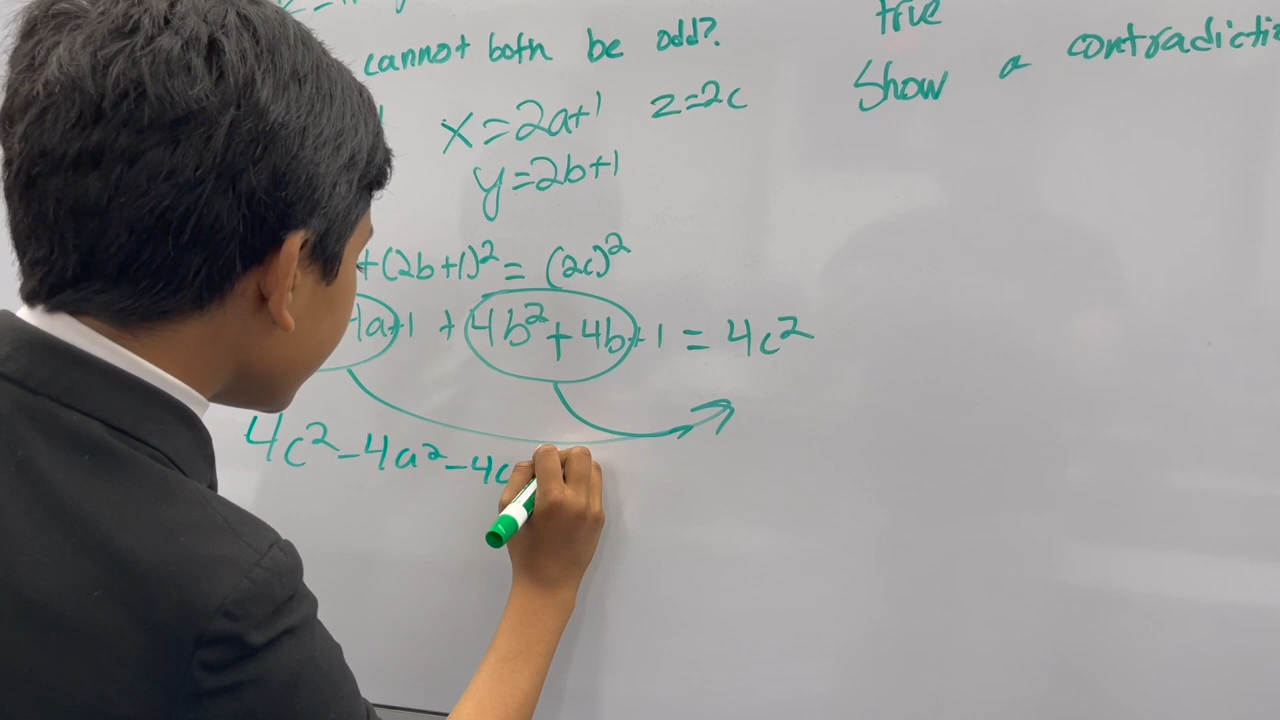 true
cannot both be odd?
Show a contradicti
x=2a+1 z=2c
y=2b+1
+(2b+1)² = (2c)²
a+1 + 4b²+4b+1 = 4c²
4c²-4a²-4